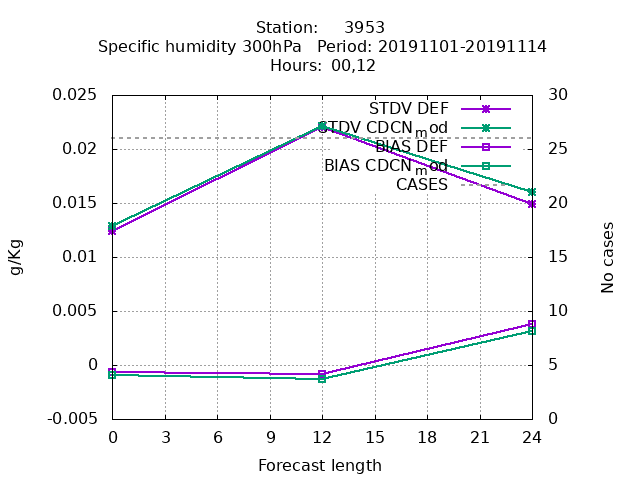 Station: 3953
Specific humidity 300hPa Period: 20191101-20191114
Hours: 00,12
0.025
0.02
0.015
0.01
0.005
0
-0.005
g/Kg
STDV DEF
STDV CDCNmod
BIAS DEF
BIAS CDCNmod
CASES
30
25
20
15
10
5
0
No cases
0 3 6 9 12 15 18 21 24
Forecast length